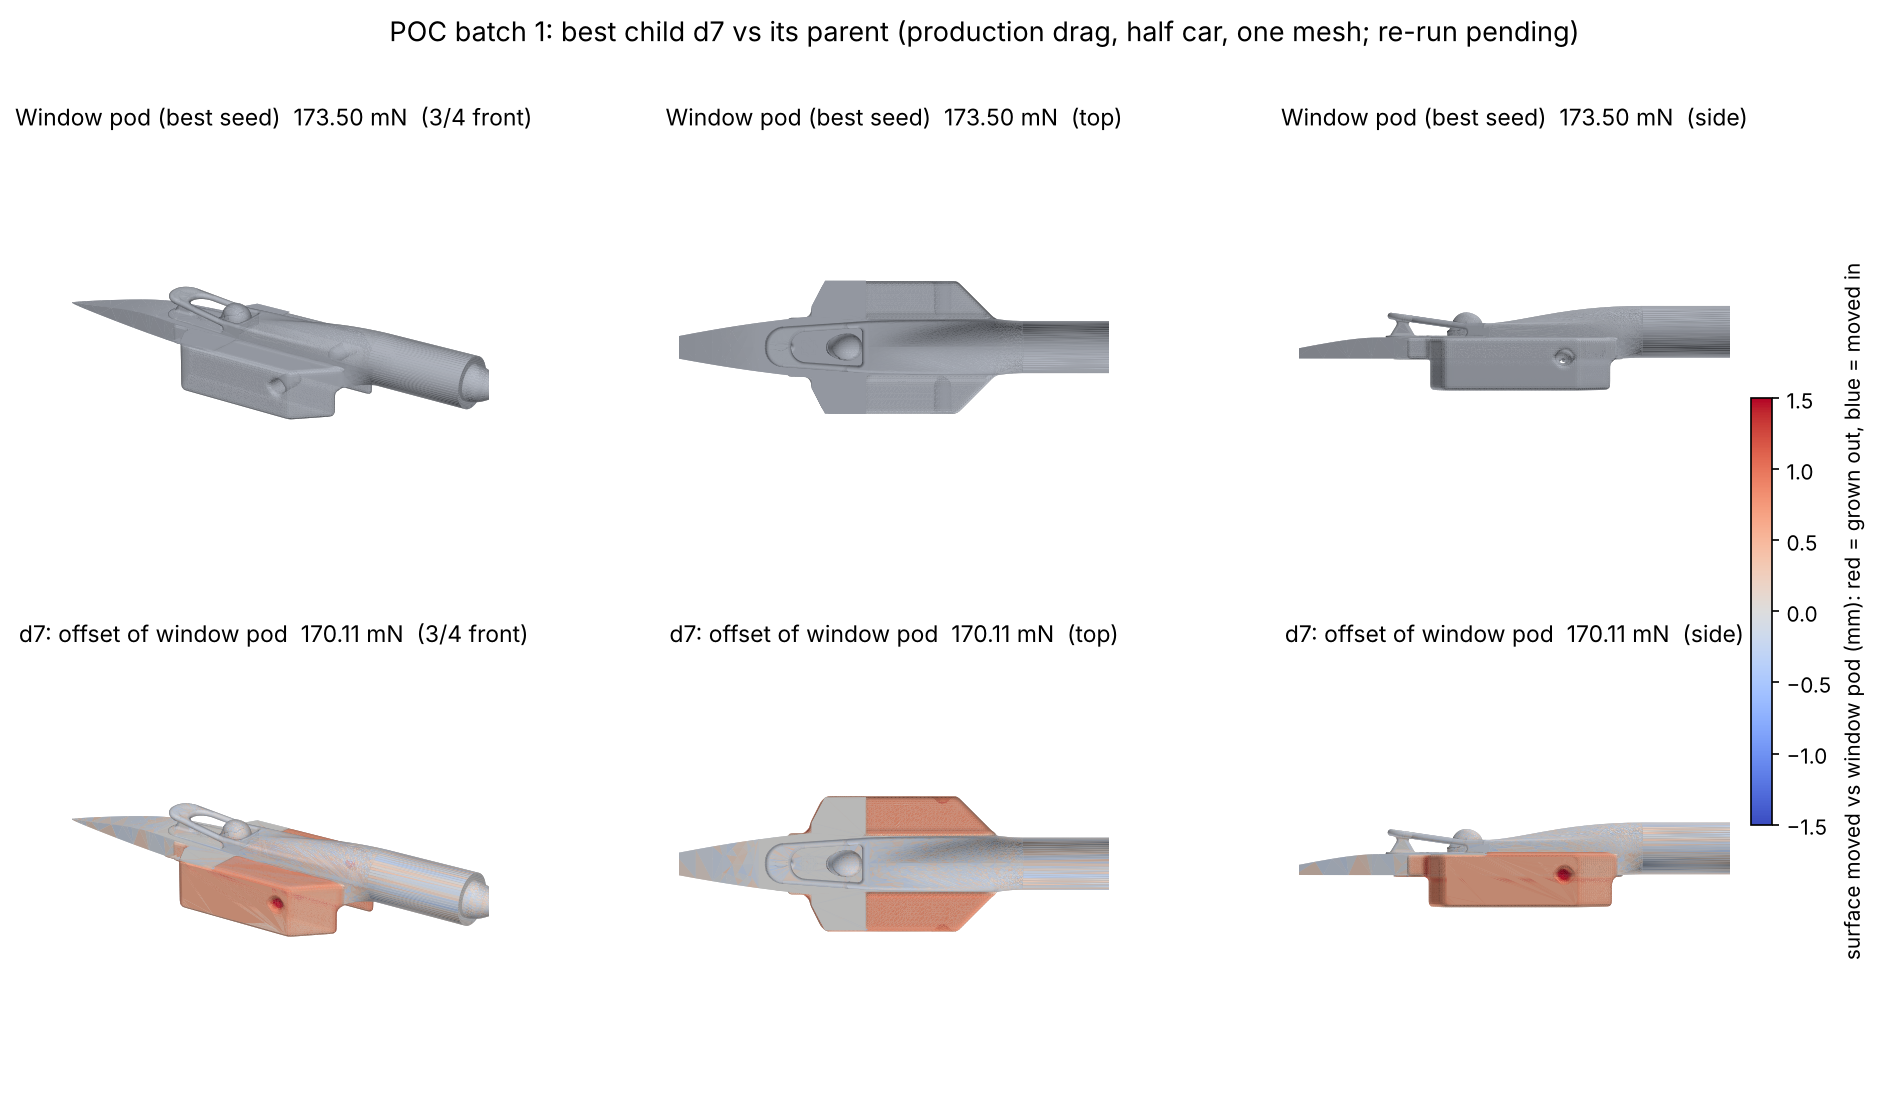 POC batch 1: best child d7 vs its parent (production drag, half car, one mesh; re-run pending)
Window pod (best seed)  173.50 mN  (3/4 front)
Window pod (best seed)  173.50 mN  (top)
Window pod (best seed)  173.50 mN  (side)
d7: offset of window pod  170.11 mN  (3/4 front)
d7: offset of window pod  170.11 mN  (top)
d7: offset of window pod  170.11 mN  (side)
1.5
1.0
0.5
0.0
−0.5
−1.0
−1.5
surface moved vs window pod (mm): red = grown out, blue = moved in